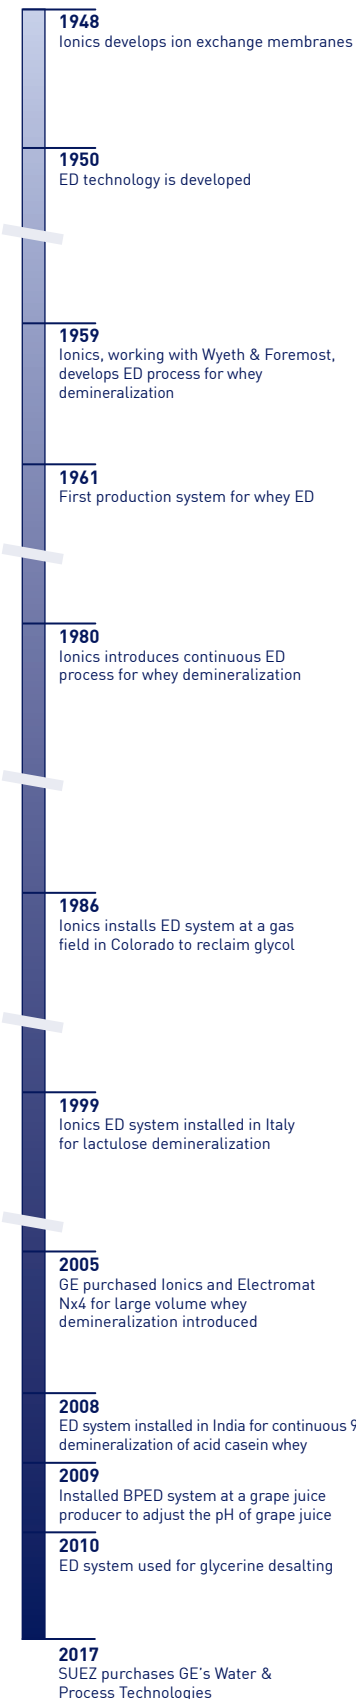 1948
Ionics develops ion exchange membranes
1950
ED technology is developed
1959
Ionics, working with Wyeth & Foremost,
develops ED process for whey
demineralization
1961
First production system for whey ED
1980
Ionics introduces continuous ED
process for whey demineralization
1986
Ionics installs ED system at a gas
field in Colorado to reclaim glycol
1999
Ionics ED system installed in Italy
for lactulose demineralization
2005
GE purchased Ionics and Electromat
Nx4 for large volume whey
demineralization introduced
2008
ED system installed in India for continuous
demineralization of acid casein whey
2009
Installed BPED system at a grape juice
producer to adjust the pH of grape juice
2010
ED system used for glycerine desalting
2017
SUEZ purchases GE's Water &
Process Technologies